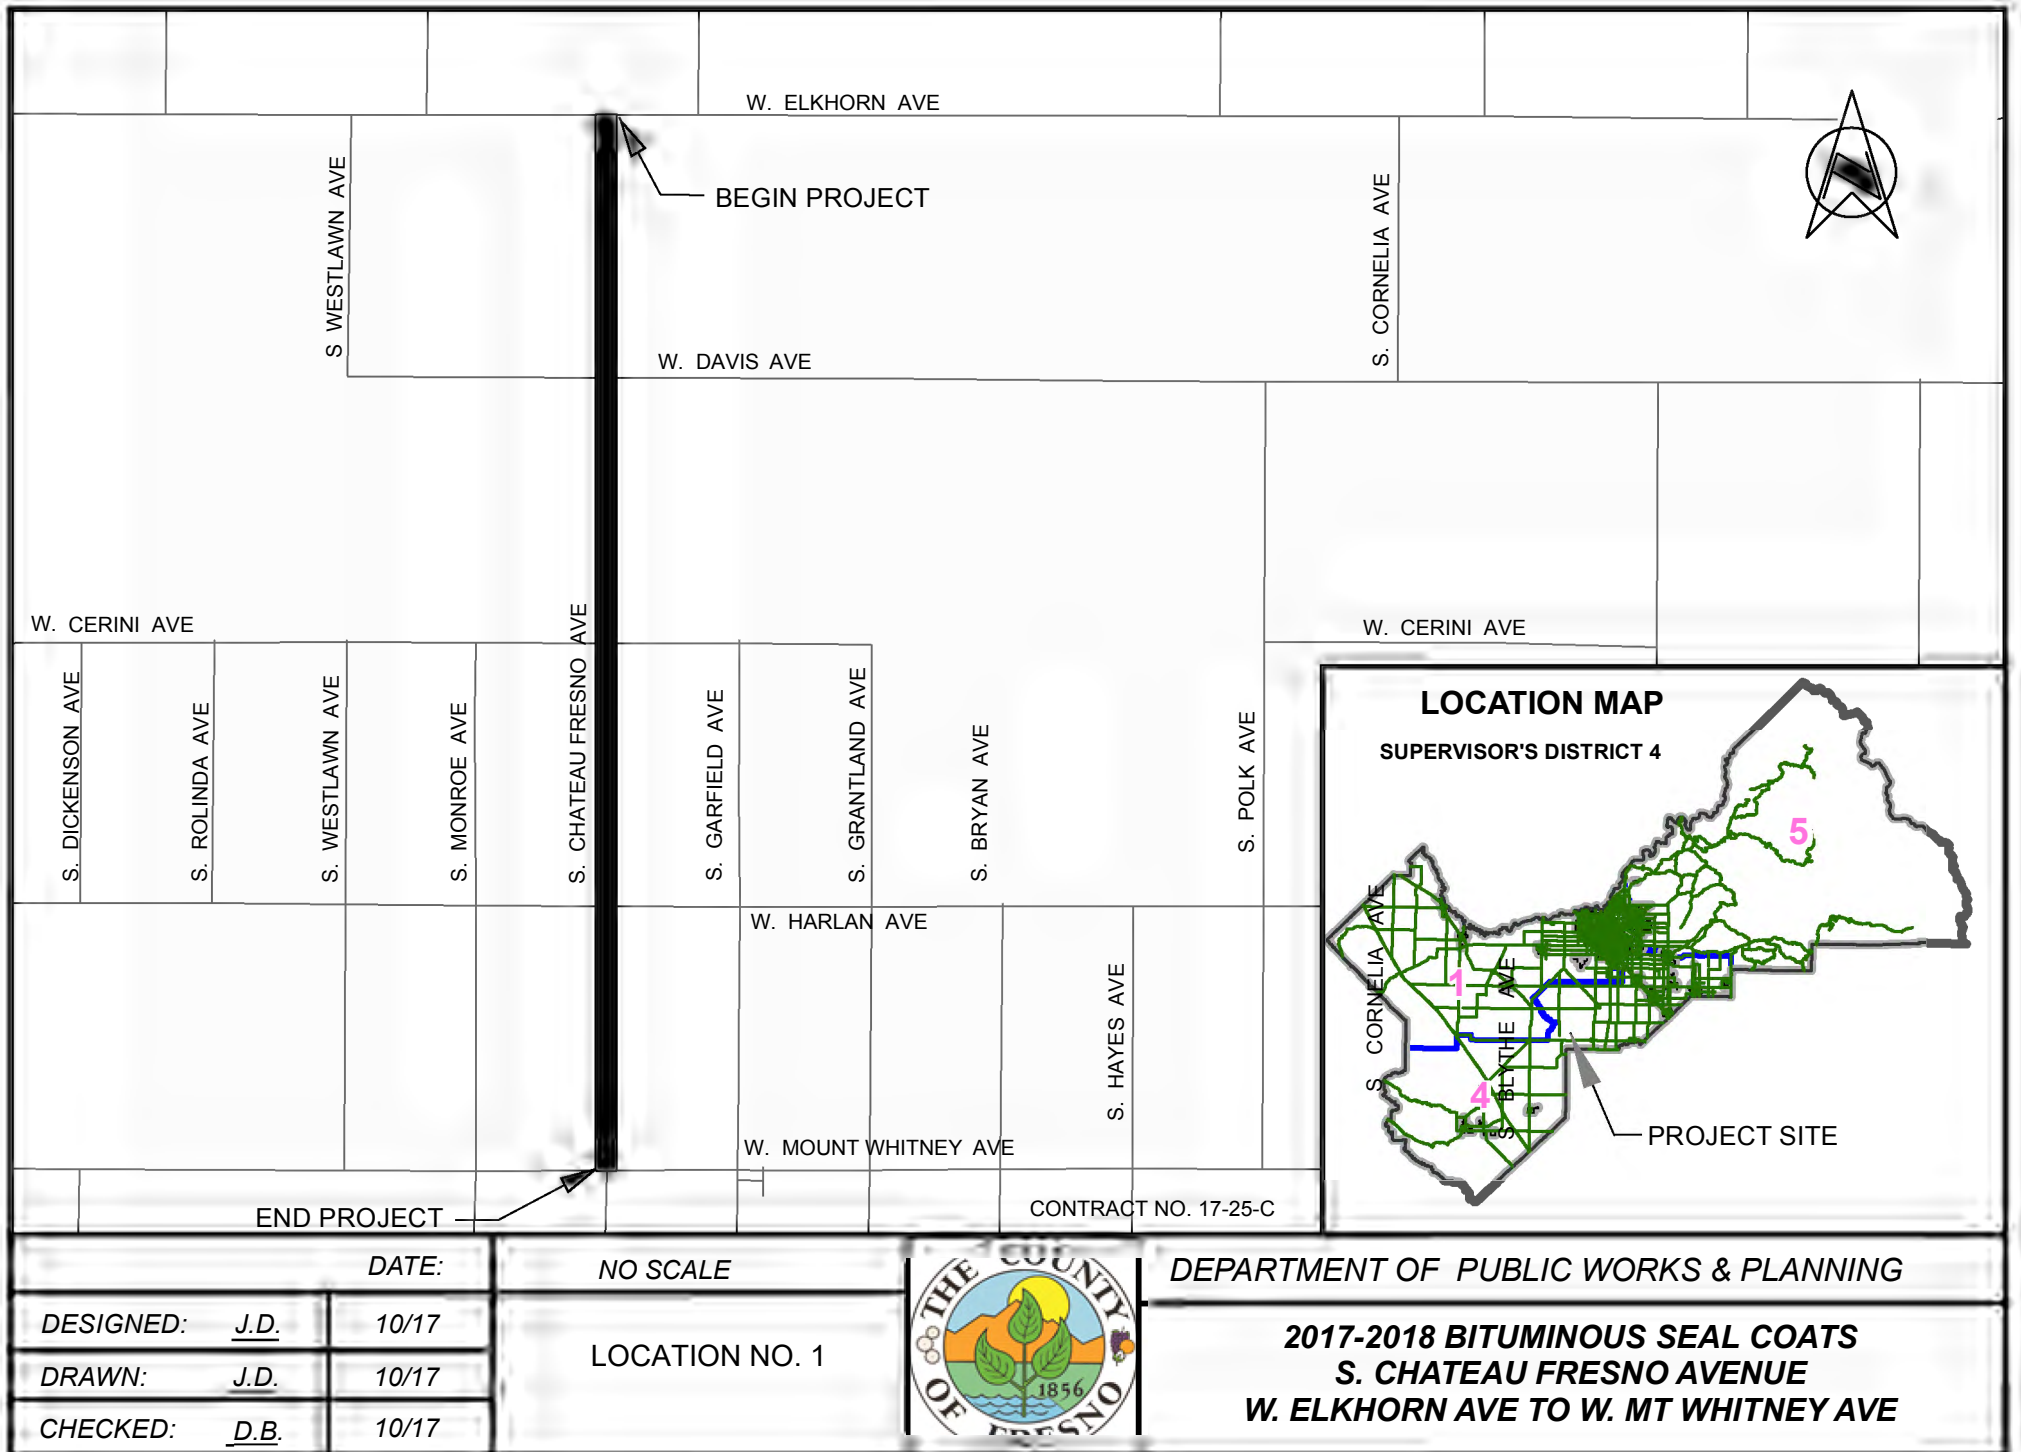 W. ELKHORN AVE
BEGIN PROJECT
S WESTLAWN AVE
S. CORNELIA AVE
W. DAVIS AVE
W. CERINI AVE
W. CERINI AVE
S. DICKENSON AVE
S. ROLINDA AVE
S. WESTLAWN AVE
S. MONROE AVE
S. CHATEAU FRESNO AVE
S. GARFIELD AVE
S. GRANTLAND AVE
S. BRYAN AVE
S. POLK AVE
W. HARLAN AVE
S. HAYES AVE
W. MOUNT WHITNEY AVE
END PROJECT
CONTRACT NO. 17-25-C
LOCATION MAP
SUPERVISOR'S DISTRICT 4
5
1
4
S CORNELIA AVE
S BLYTHE AVE
PROJECT SITE
DATE:
DESIGNED: J.D. 10/17
DRAWN: J.D. 10/17
CHECKED: D.B. 10/17
NO SCALE
LOCATION NO. 1
THE COUNTY OF FRESNO
1856
DEPARTMENT OF PUBLIC WORKS & PLANNING
2017-2018 BITUMINOUS SEAL COATS
S. CHATEAU FRESNO AVENUE
W. ELKHORN AVE TO W. MT WHITNEY AVE